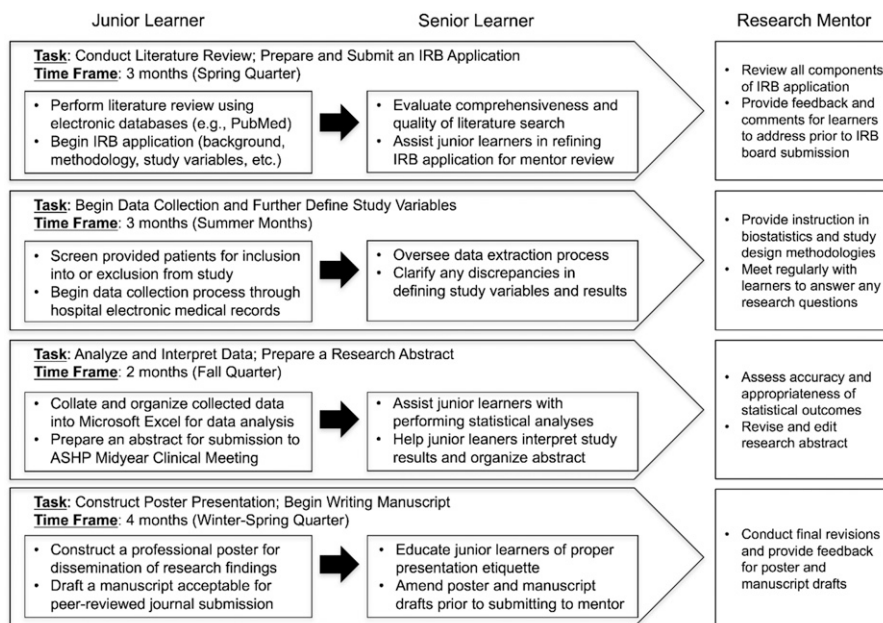 Junior Learner
Senior Learner
Research Mentor
Task: Conduct Literature Review; Prepare and Submit an IRB Application
Time Frame: 3 months (Spring Quarter)
• Perform literature review using
electronic databases (e.g., PubMed)
• Begin IRB application (background,
methodology, study variables, etc.)
• Evaluate comprehensiveness and
quality of literature search
• Assist junior learners in refining
IRB application for mentor review
• Review all components
of IRB application
• Provide feedback and
comments for learners
to address prior to IRB
board submission
Task: Begin Data Collection and Further Define Study Variables
Time Frame: 3 months (Summer Months)
• Screen provided patients for inclusion
into or exclusion from study
• Begin data collection process through
hospital electronic medical records
• Oversee data extraction process
• Clarify any discrepancies in
defining study variables and results
• Provide instruction in
biostatistics and study
design methodologies
• Meet regularly with
learners to answer any
research questions
Task: Analyze and Interpret Data; Prepare a Research Abstract
Time Frame: 2 months (Fall Quarter)
• Collate and organize collected data
into Microsoft Excel for data analysis
• Prepare an abstract for submission to
ASHP Midyear Clinical Meeting
• Assist junior learners with
performing statistical analyses
• Help junior leaners interpret study
results and organize abstract
• Assess accuracy and
appropriateness of
statistical outcomes
• Revise and edit
research abstract
Task: Construct Poster Presentation; Begin Writing Manuscript
Time Frame: 4 months (Winter-Spring Quarter)
• Construct a professional poster for
dissemination of research findings
• Draft a manuscript acceptable for
peer-reviewed journal submission
• Educate junior learners of proper
presentation etiquette
• Amend poster and manuscript
drafts prior to submitting to mentor
• Conduct final revisions
and provide feedback
for poster and
manuscript drafts